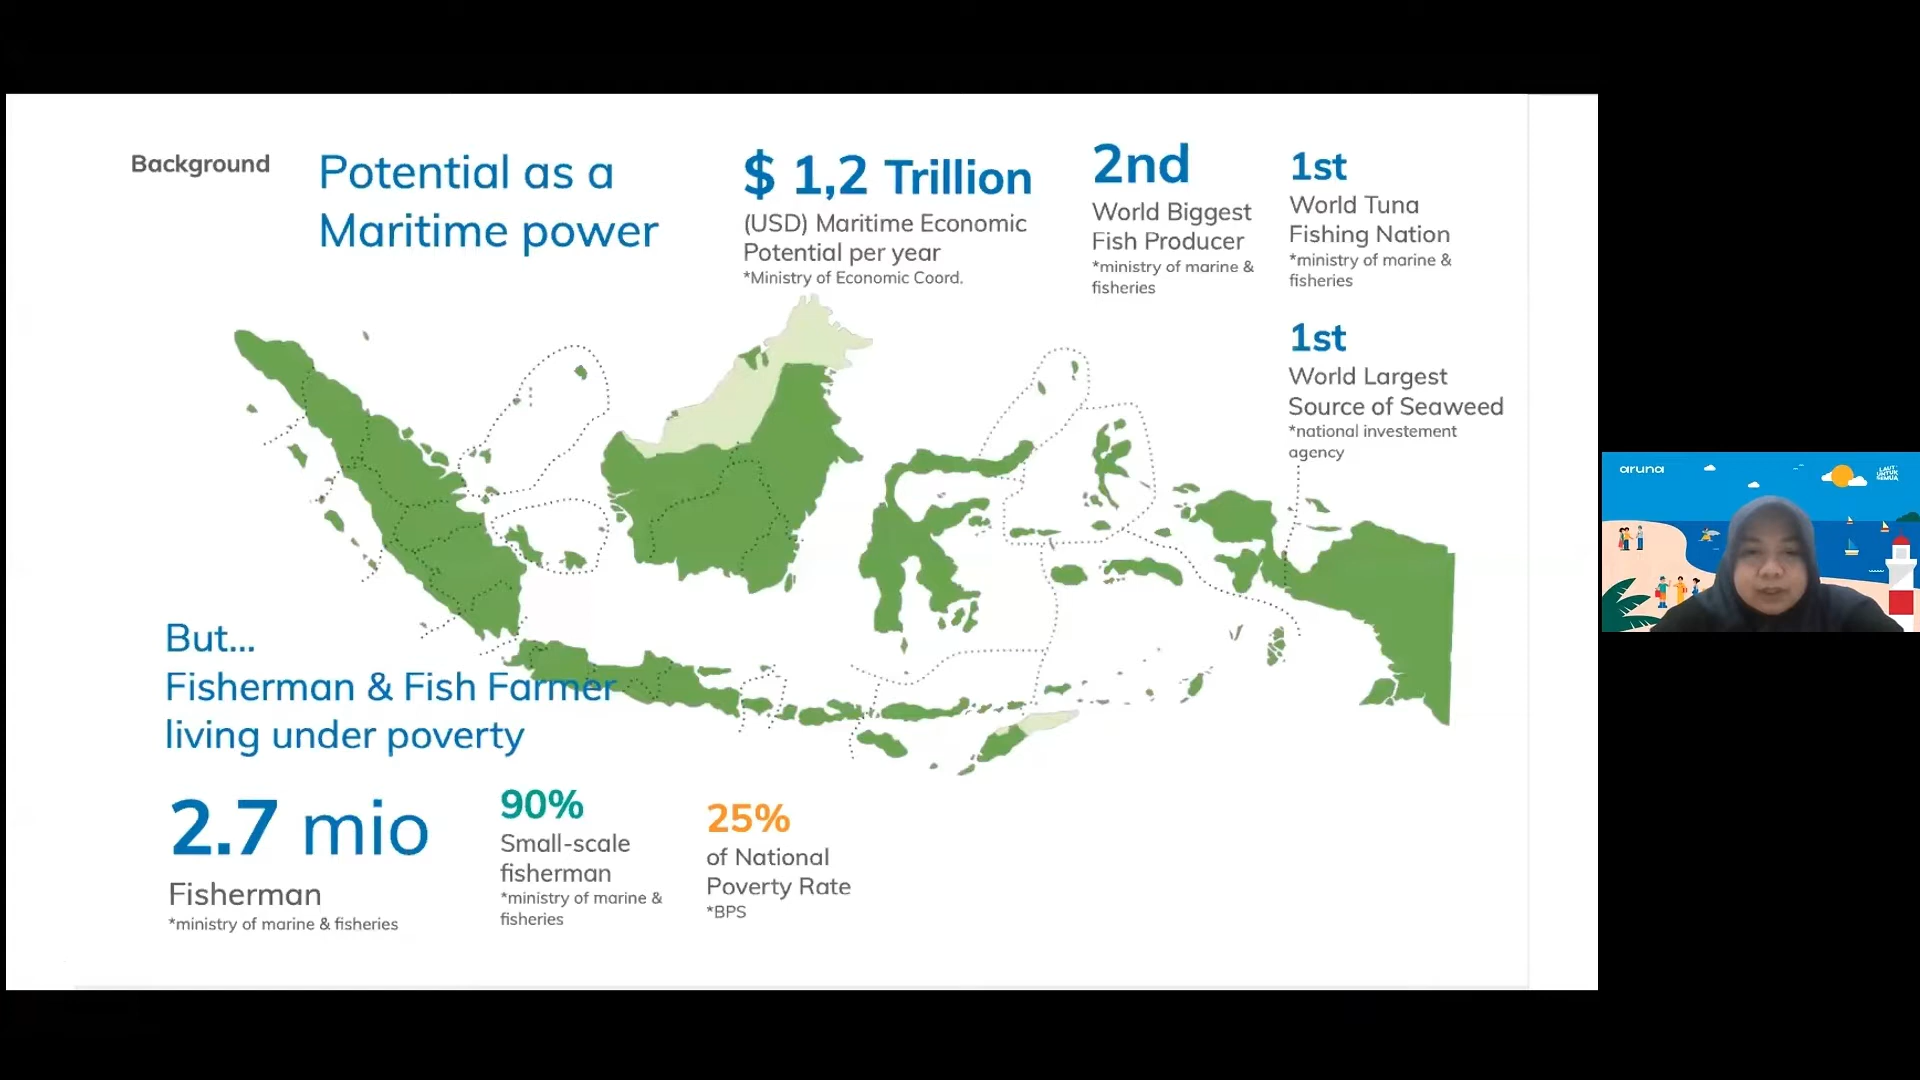 Background
Potential as a
Maritime power
$ 1,2 Trillion
(USD) Maritime Economic
Potential per year
*Ministry of Economic Coord.
2nd
World Biggest
Fish Producer
*ministry of marine &
fisheries
1st
World Tuna
Fishing Nation
*ministry of marine &
fisheries
1st
World Largest
Source of Seaweed
*national investement
agency
But...
Fisherman & Fish Farmer
living under poverty
2.7 mio
Fisherman
*ministry of marine & fisheries
90%
Small-scale
fisherman
*ministry of marine &
fisheries
25%
of National
Poverty Rate
*BPS
aruna
LAUT
UNTUK
SEMUA